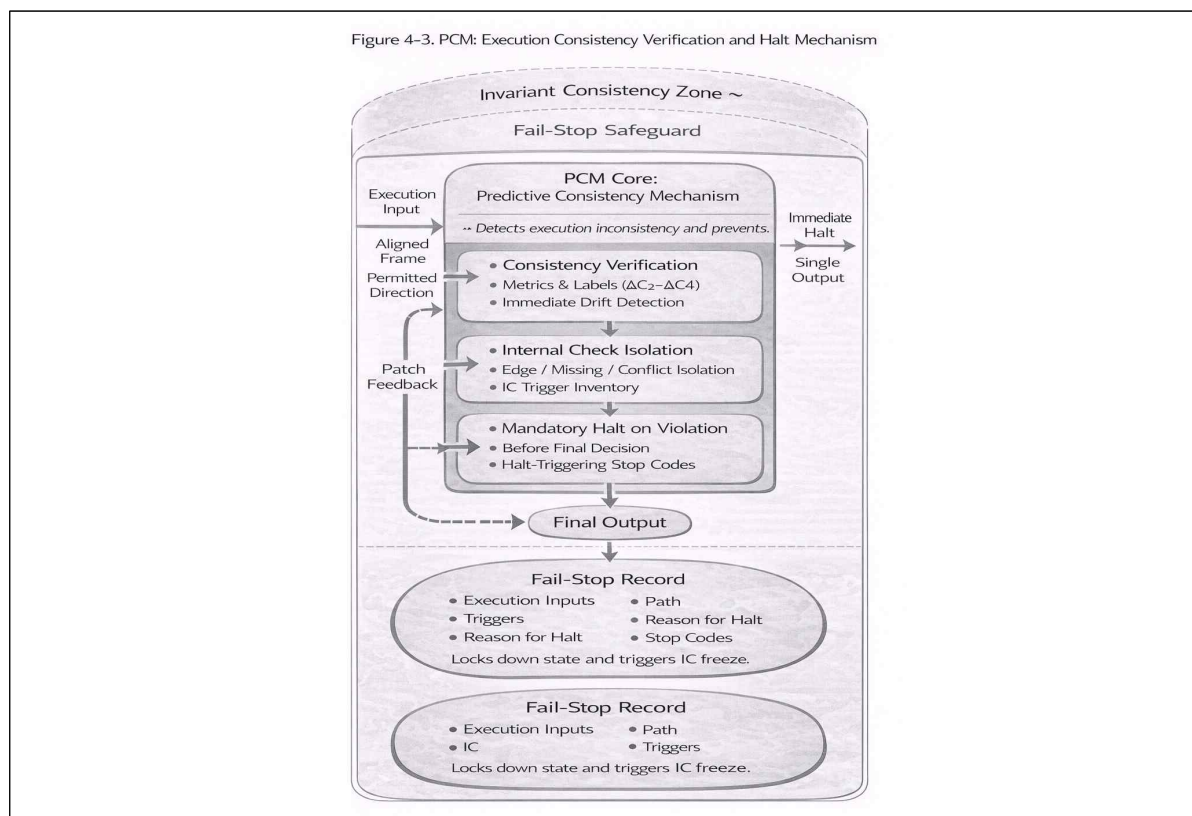 Figure 4-3. PCM: Execution Consistency Verification and Halt Mechanism
Invariant Consistency Zone ~
Fail-Stop Safeguard
PCM Core:
Predictive Consistency Mechanism
↔ Detects execution inconsistency and prevents.
Execution
Input
Aligned
Frame
Permitted
Direction
Patch
Feedback
• Consistency Verification
• Metrics & Labels (ΔC₂–ΔC4)
• Immediate Drift Detection
• Internal Check Isolation
• Edge / Missing / Conflict Isolation
• IC Trigger Inventory
• Mandatory Halt on Violation
• Before Final Decision
• Halt-Triggering Stop Codes
Immediate
Halt
Single
Output
Final Output
Fail-Stop Record
• Execution Inputs • Path
• Triggers • Reason for Halt
• Reason for Halt • Stop Codes
Locks down state and triggers IC freeze.
Fail-Stop Record
• Execution Inputs • Path
• IC • Triggers
Locks down state and triggers IC freeze.